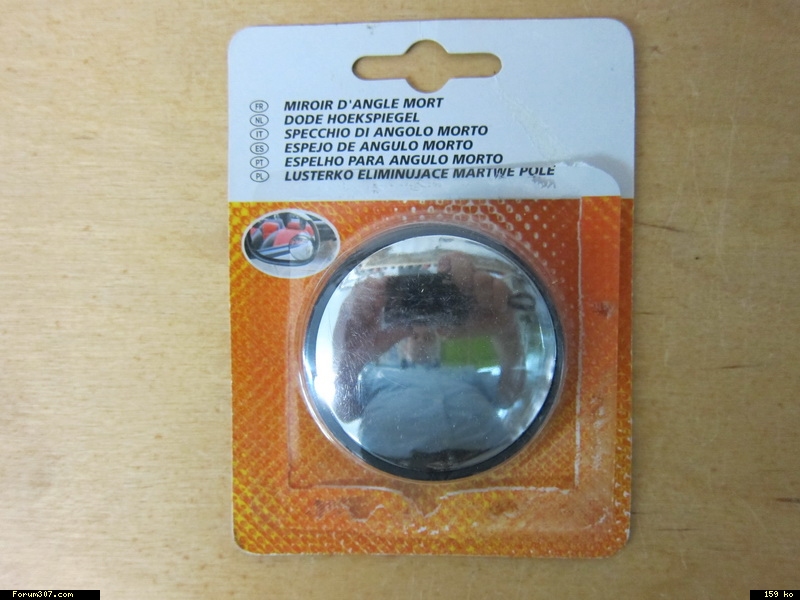 FR MIROIR D'ANGLE MORT
NL DODE HOEKSPIEGEL
IT SPECCHIO DI ANGOLO MORTO
ES ESPEJO DE ANGULO MORTO
PT ESPELHO PARA ANGULO MORTO
PL LUSTERKO ELIMINUJACE MARTWE POLE
Forum307.com
159 ko